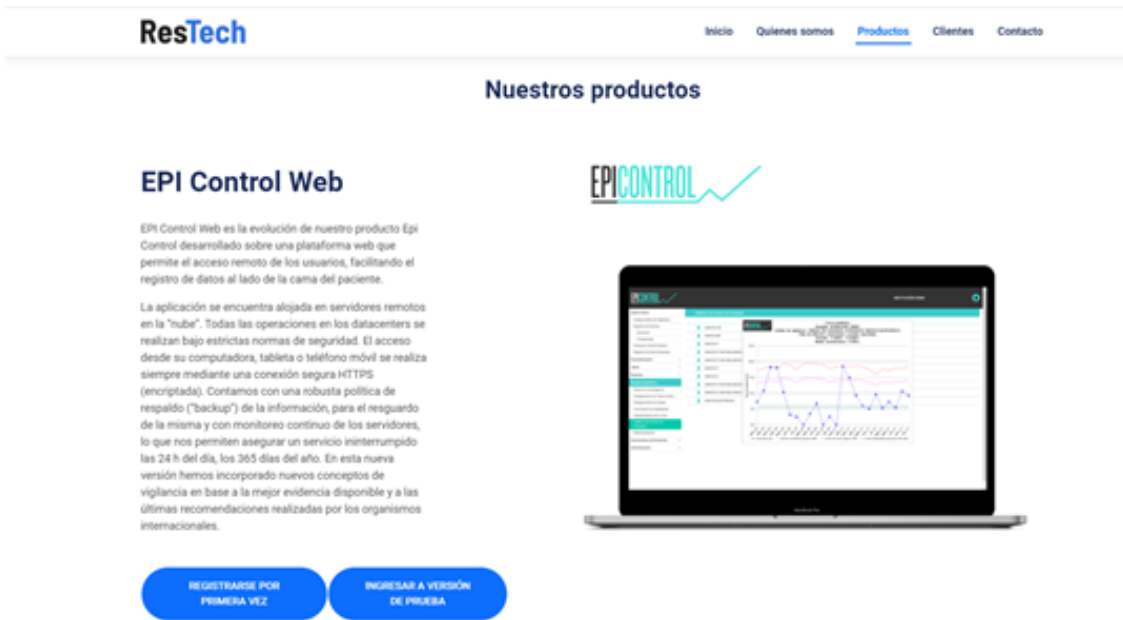 ResTech
Inicio Quienes somos Productos Clientes Contacto
Nuestros productos
EPI Control Web
EPI Control Web es la evolución de nuestro producto Epi
Control desarrollado sobre una plataforma web que
permite el acceso remoto de los usuarios, facilitando el
registro de datos al lado de la cama del paciente.
La aplicación se encuentra alojada en servidores remotos
en la "nube". Todas las operaciones en los datacenters se
realizan bajo estrictas normas de seguridad. El acceso
desde su computadora, tableta o teléfono móvil se realiza
siempre mediante una conexión segura HTTPS
(encriptada). Contamos con una robusta política de
respaldo ("backup") de la información, para el resguardo
de la misma y con monitoreo continuo de los servidores,
lo que nos permiten asegurar un servicio ininterrumpido
las 24 h del día, los 365 días del año. En esta nueva
versión hemos incorporado nuevos conceptos de
vigilancia en base a la mejor evidencia disponible y a las
últimas recomendaciones realizadas por los organismos
internacionales.
REGISTRARSE POR
PRIMERA VEZ
INGRESAR A VERSIÓN
DE PRUEBA
EPICONTROL
EPICONTROL
MacBook Pro